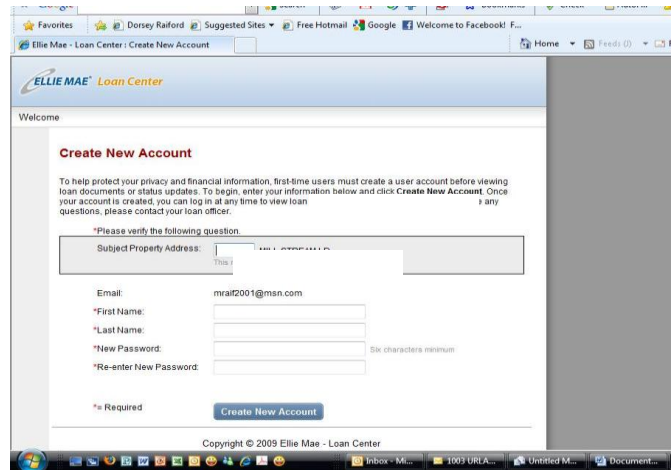 Favorites Dorsey Raiford Suggested Sites Free Hotmail Google Welcome to Facebook! F...
Ellie Mae - Loan Center : Create New Account Home Feeds (J)
ELLIE MAE® Loan Center
Welcome
Create New Account
To help protect your privacy and financial information, first-time users must create a user account before viewing
loan documents or status updates. To begin, enter your information below and click Create New Account. Once
your account is created, you can log in at any time to view loan any
questions, please contact your loan officer.
*Please verify the following question.
Subject Property Address:
This
Email: mraif2001@msn.com
*First Name:
*Last Name:
*New Password: Six characters minimum
*Re-enter New Password:
*= Required Create New Account
Copyright © 2009 Ellie Mae - Loan Center
Inbox - Mi... 1003 URLA... Untitled M... Document...